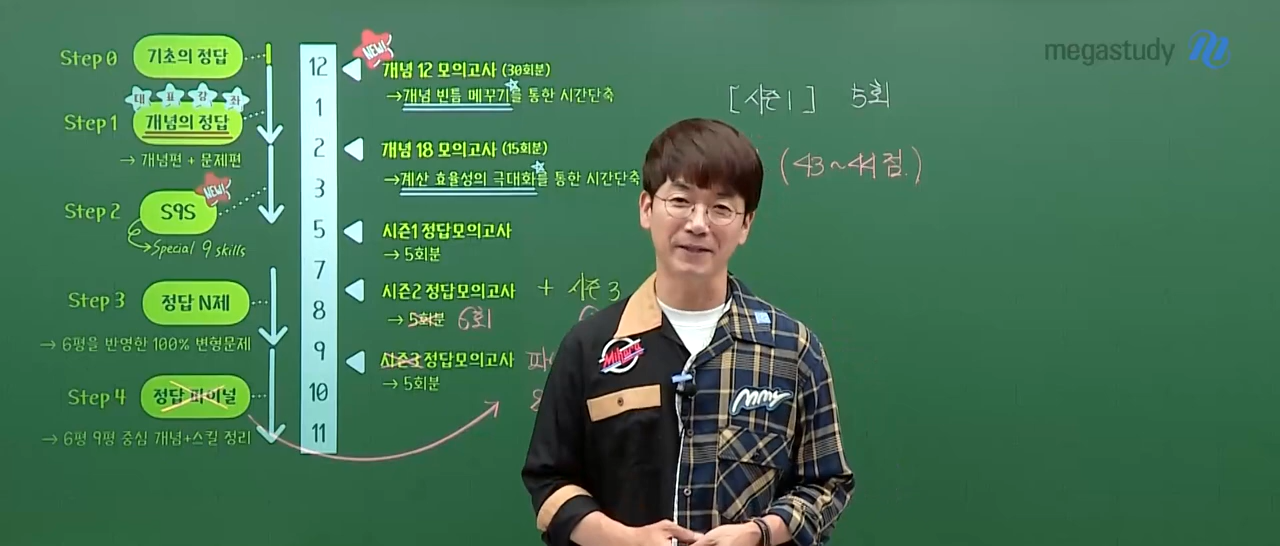 megastudy
Step 0 기초의 정답
대표강좌
Step 1 개념의 정답
→ 개념편 + 문제편
Step 2 S9S
NEW!
Special 9 skills
Step 3 정답 N제
→ 6평을 반영한 100% 변형문제
Step 4 정답 파이널
→ 6평 9평 중심 개념+스킬 정리
12
1
2
3
5
7
8
9
10
11
NEW!
개념 12 모의고사 (30회분)
→개념 빈틈 메꾸기를 통한 시간단축
개념 18 모의고사 (15회분)
→계산 효율성의 극대화를 통한 시간단축
시즌1 정답모의고사
→ 5회분
시즌2 정답모의고사 + 시즌 3
→ 5회분 6회
시즌3 정답모의고사
→ 5회분
[시즌 1] 5회
(43~44점)
Mihara